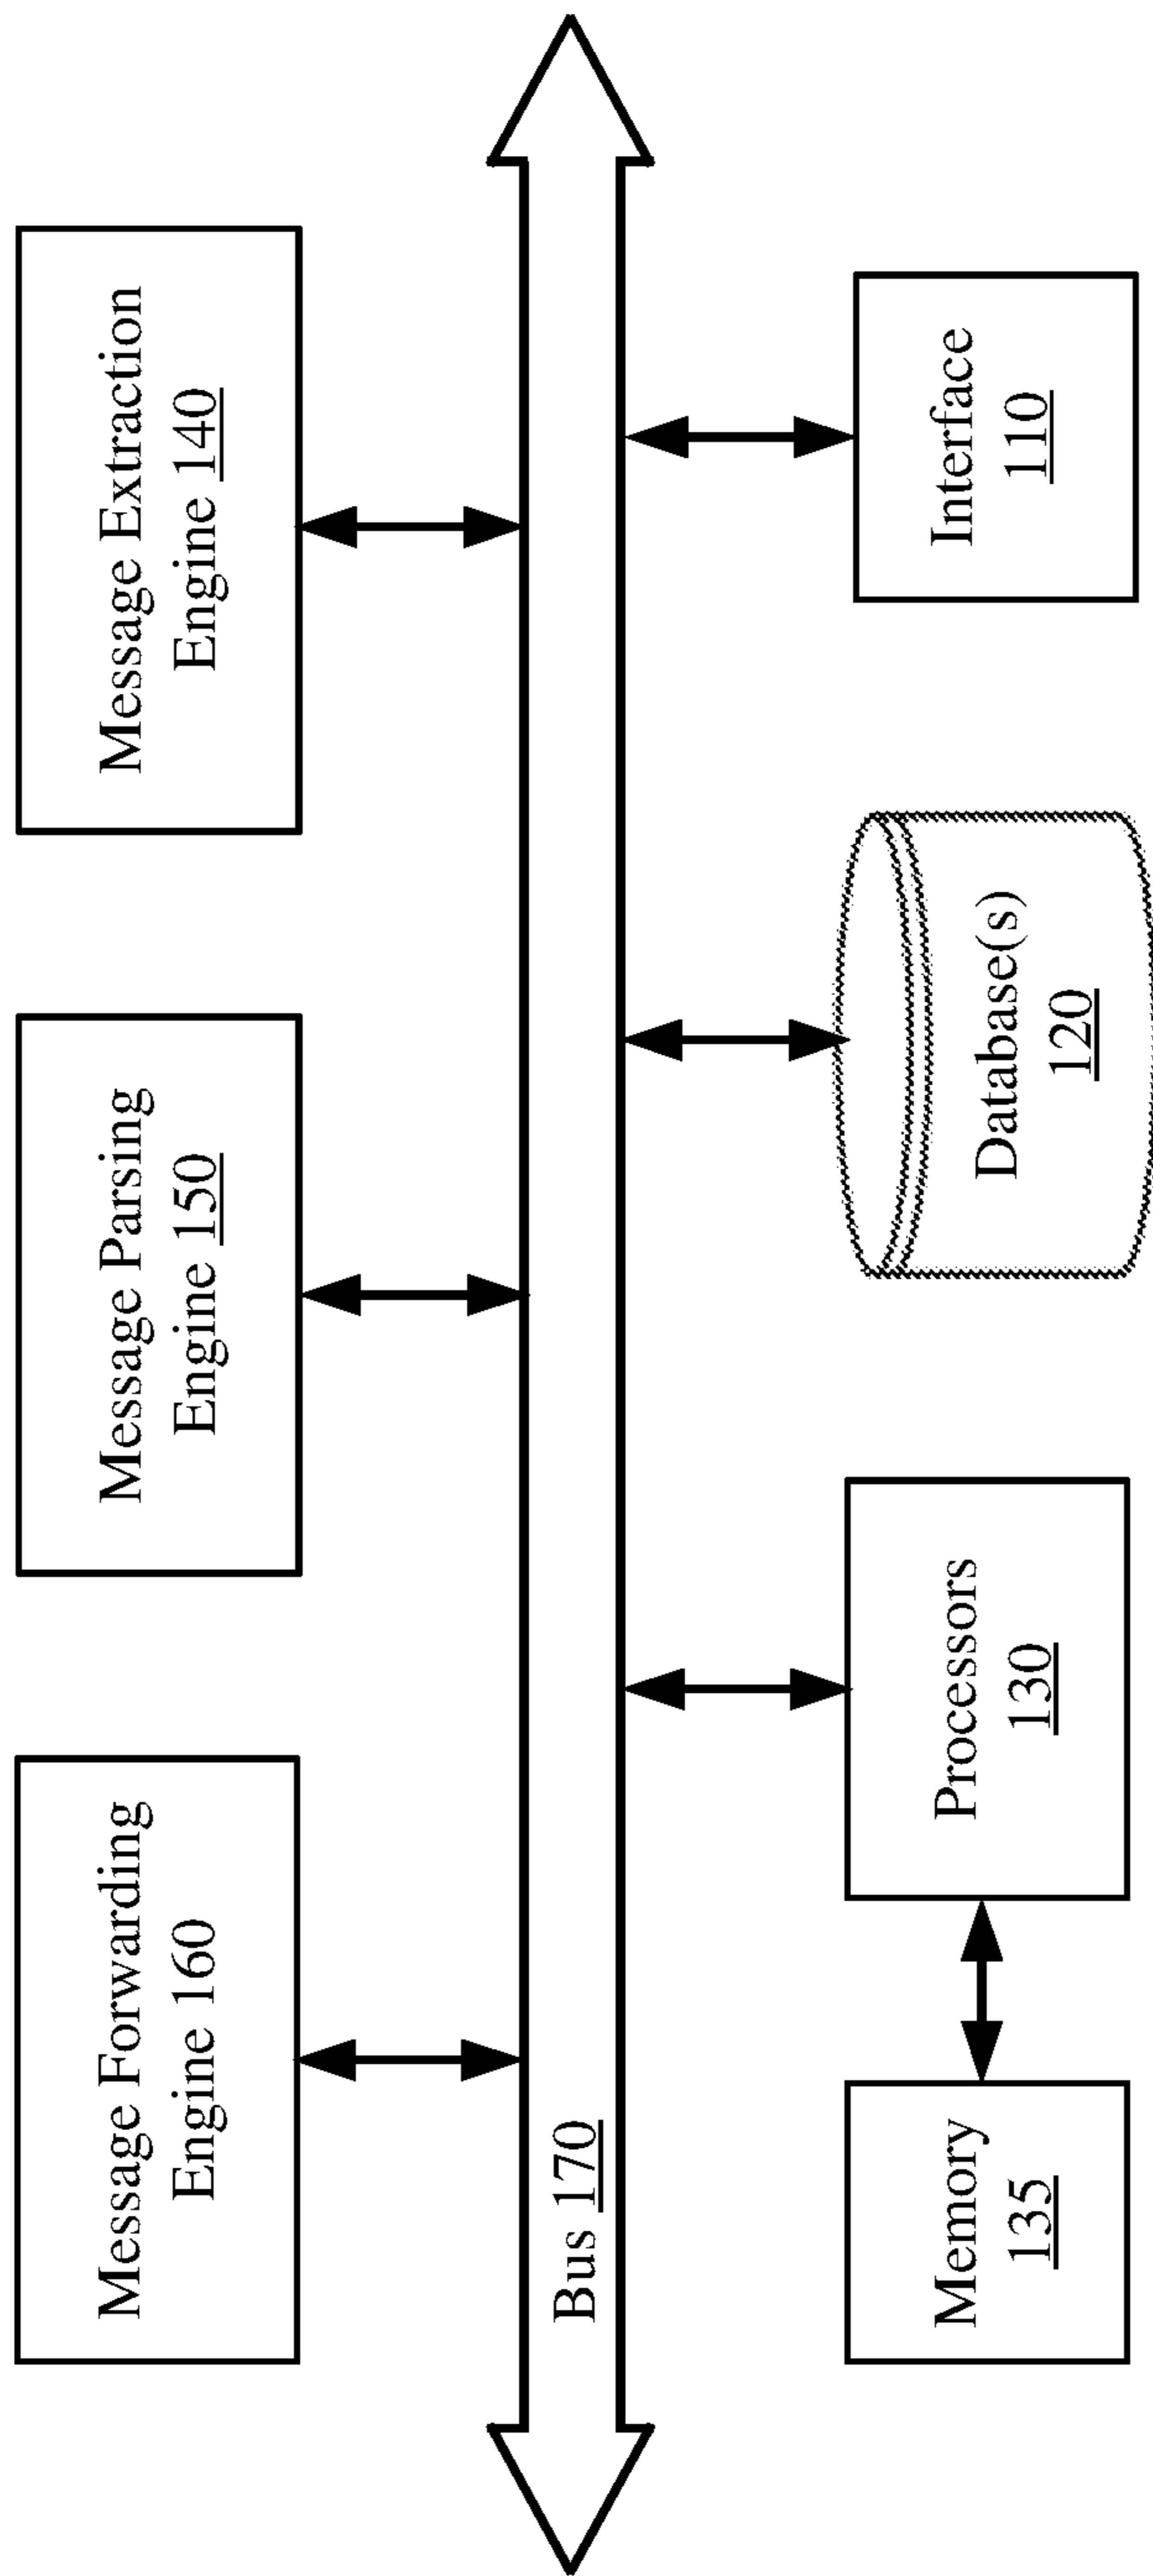 Message Forwarding
Engine 160
Message Parsing
Engine 150
Message Extraction
Engine 140
Bus 170
Memory
135
Processors
130
Database(s)
120
Interface
110